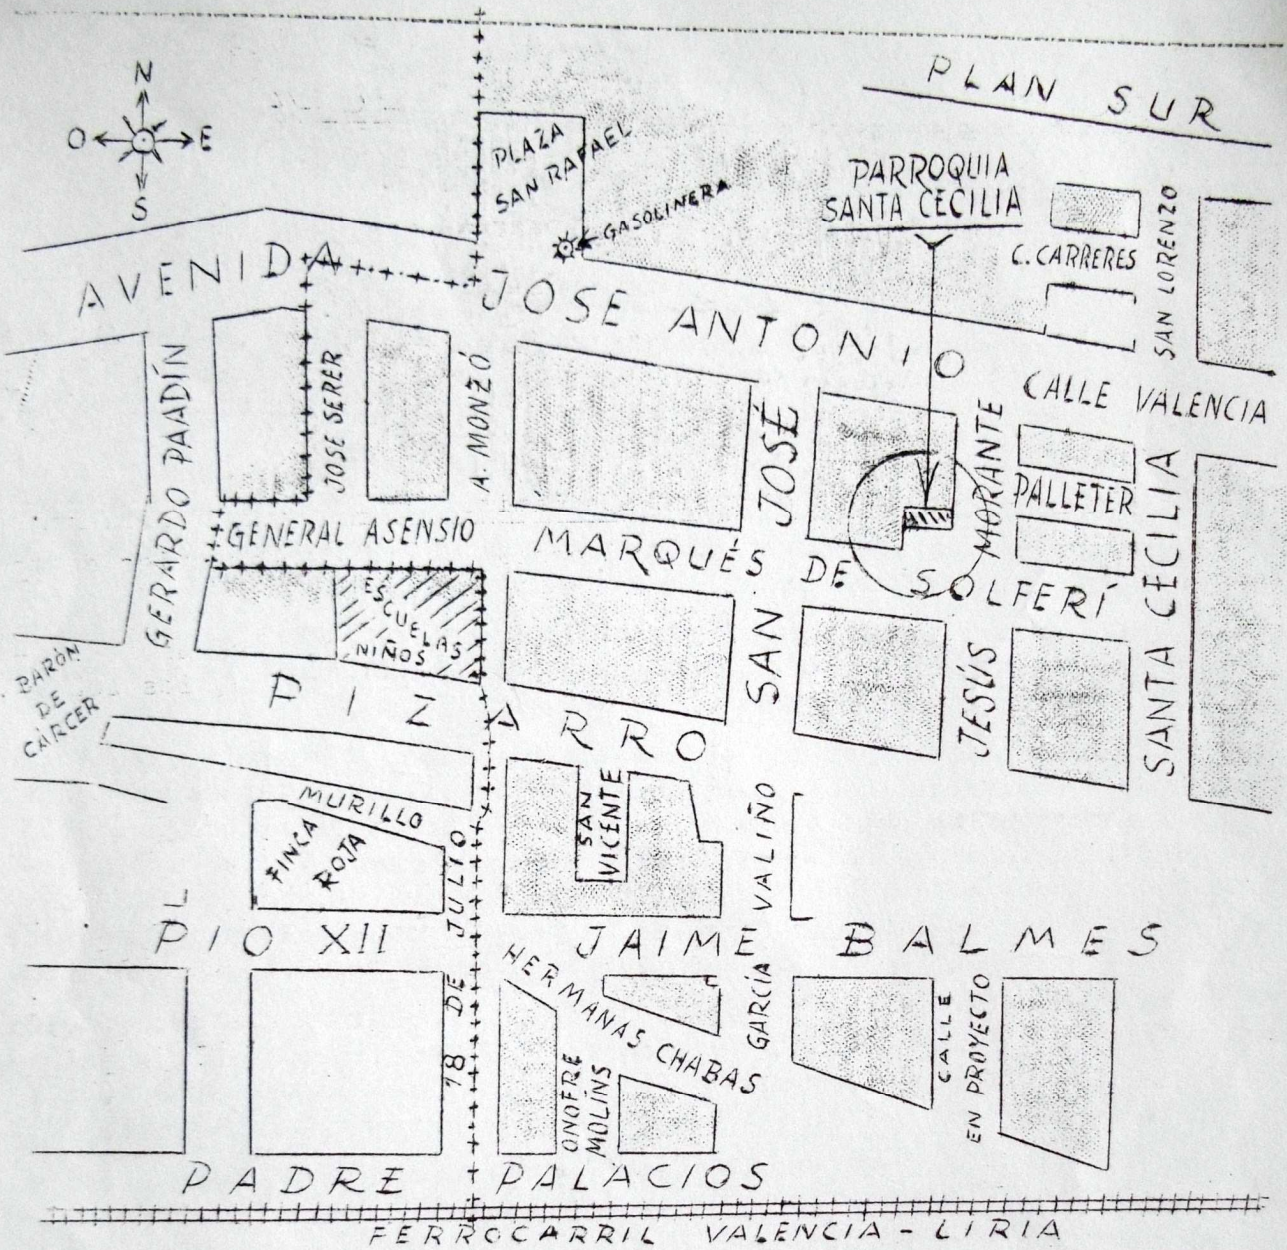 PLAN SUR
N
O E
S
PLAZA
SAN RAFAEL
GASOLINERA
PARROQUIA
SANTA CECILIA
C. CARRERES
SAN LORENZO
AVENIDA JOSE ANTONIO
CALLE VALENCIA
GERARDO PAADÍN
JOSE SERER
A. MONZÓ
SAN JOSÉ
JESÚS MORANTE
PALLETER
SANTA CECILIA
GENERAL ASENSIO
MARQUÉS DE SOLFERÍ
ESCUELAS
NIÑOS
BARÓN
DE
CÀRCER
PIZARRO
MURILLO
FINCA
ROJA
SAN
VICENTE
GARCÍA VALIÑO
18 DE JULIO
PL
PIO XII
JAIME BALMES
HERMANAS CHABAS
ONOFRE
MOLÍNS
CALLE
EN PROYECTO
PADRE PALACIOS
FERROCARRIL VALENCIA - LIRIA